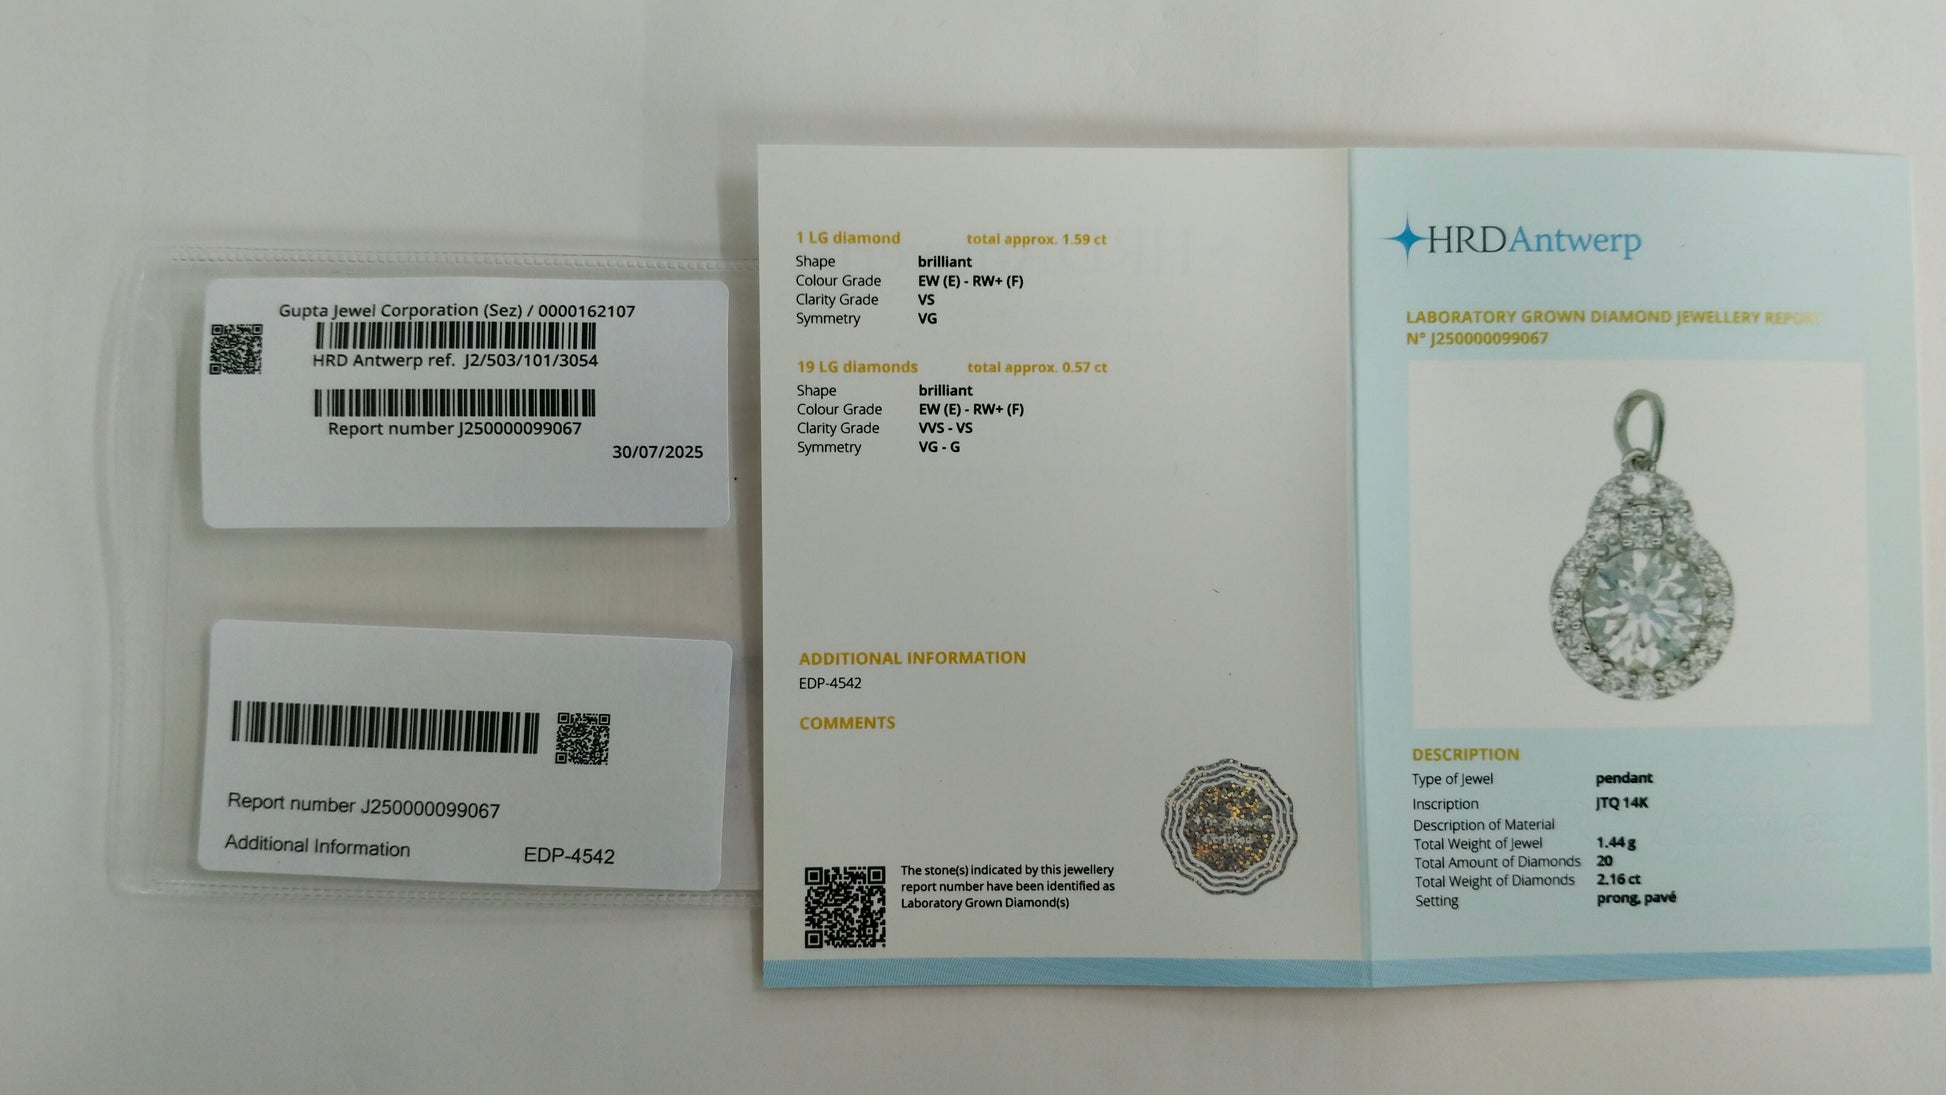 Gupta Jewel Corporation (Sez) / 0000162107
HRD Antwerp ref. J2/503/101/3054
Report number J250000099067
30/07/2025
Report number J250000099067
Additional Information EDP-4542
1 LG diamond total approx. 1.59 ct
Shape brilliant
Colour Grade EW (E) - RW+ (F)
Clarity Grade VS
Symmetry VG
19 LG diamonds total approx. 0.57 ct
Shape brilliant
Colour Grade EW (E) - RW+ (F)
Clarity Grade VVS - VS
Symmetry VG - G
ADDITIONAL INFORMATION
EDP-4542
COMMENTS
The stone(s) indicated by this jewellery
report number have been identified as
Laboratory Grown Diamond(s)
HRDAntwerp
LABORATORY GROWN DIAMOND JEWELLERY REPORT
N° J250000099067
DESCRIPTION
Type of Jewel pendant
Inscription JTQ 14K
Description of Material
Total Weight of Jewel 1.44 g
Total Amount of Diamonds 20
Total Weight of Diamonds 2.16 ct
Setting prong, pavé